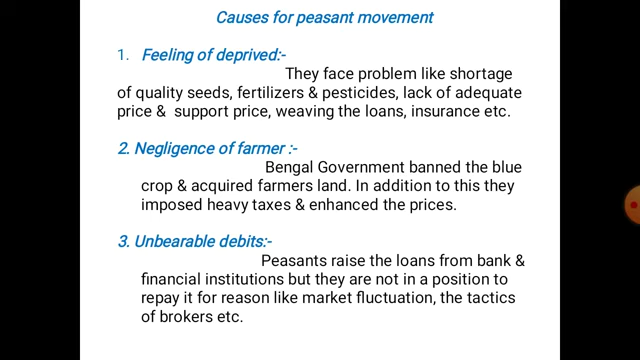 Causes for peasant movement
1. Feeling of deprived:-
They face problem like shortage
of quality seeds, fertilizers & pesticides, lack of adequate
price & support price, weaving the loans, insurance etc.
2. Negligence of farmer :-
Bengal Government banned the blue
crop & acquired farmers land. In addition to this they
imposed heavy taxes & enhanced the prices.
3. Unbearable debits:-
Peasants raise the loans from bank &
financial institutions but they are not in a position to
repay it for reason like market fluctuation, the tactics
of brokers etc.